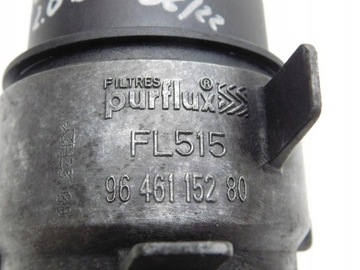 FILTRES
purflux®
FL515
96 461 152 80